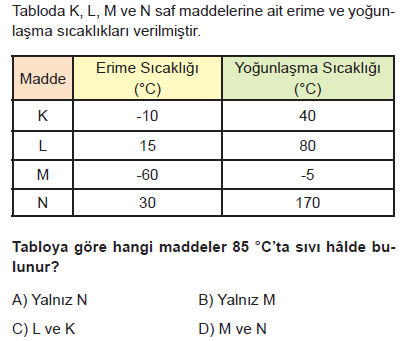 Tabloda K, L, M ve N saf maddelerine ait erime ve yoğun-
laşma sıcaklıkları verilmiştir.
Madde Erime Sıcaklığı (°C) Yoğunlaşma Sıcaklığı (°C)
K -10 40
L 15 80
M -60 -5
N 30 170
Tabloya göre hangi maddeler 85 °C'ta sıvı hâlde bu-
lunur?
A) Yalnız N B) Yalnız M
C) L ve K D) M ve N